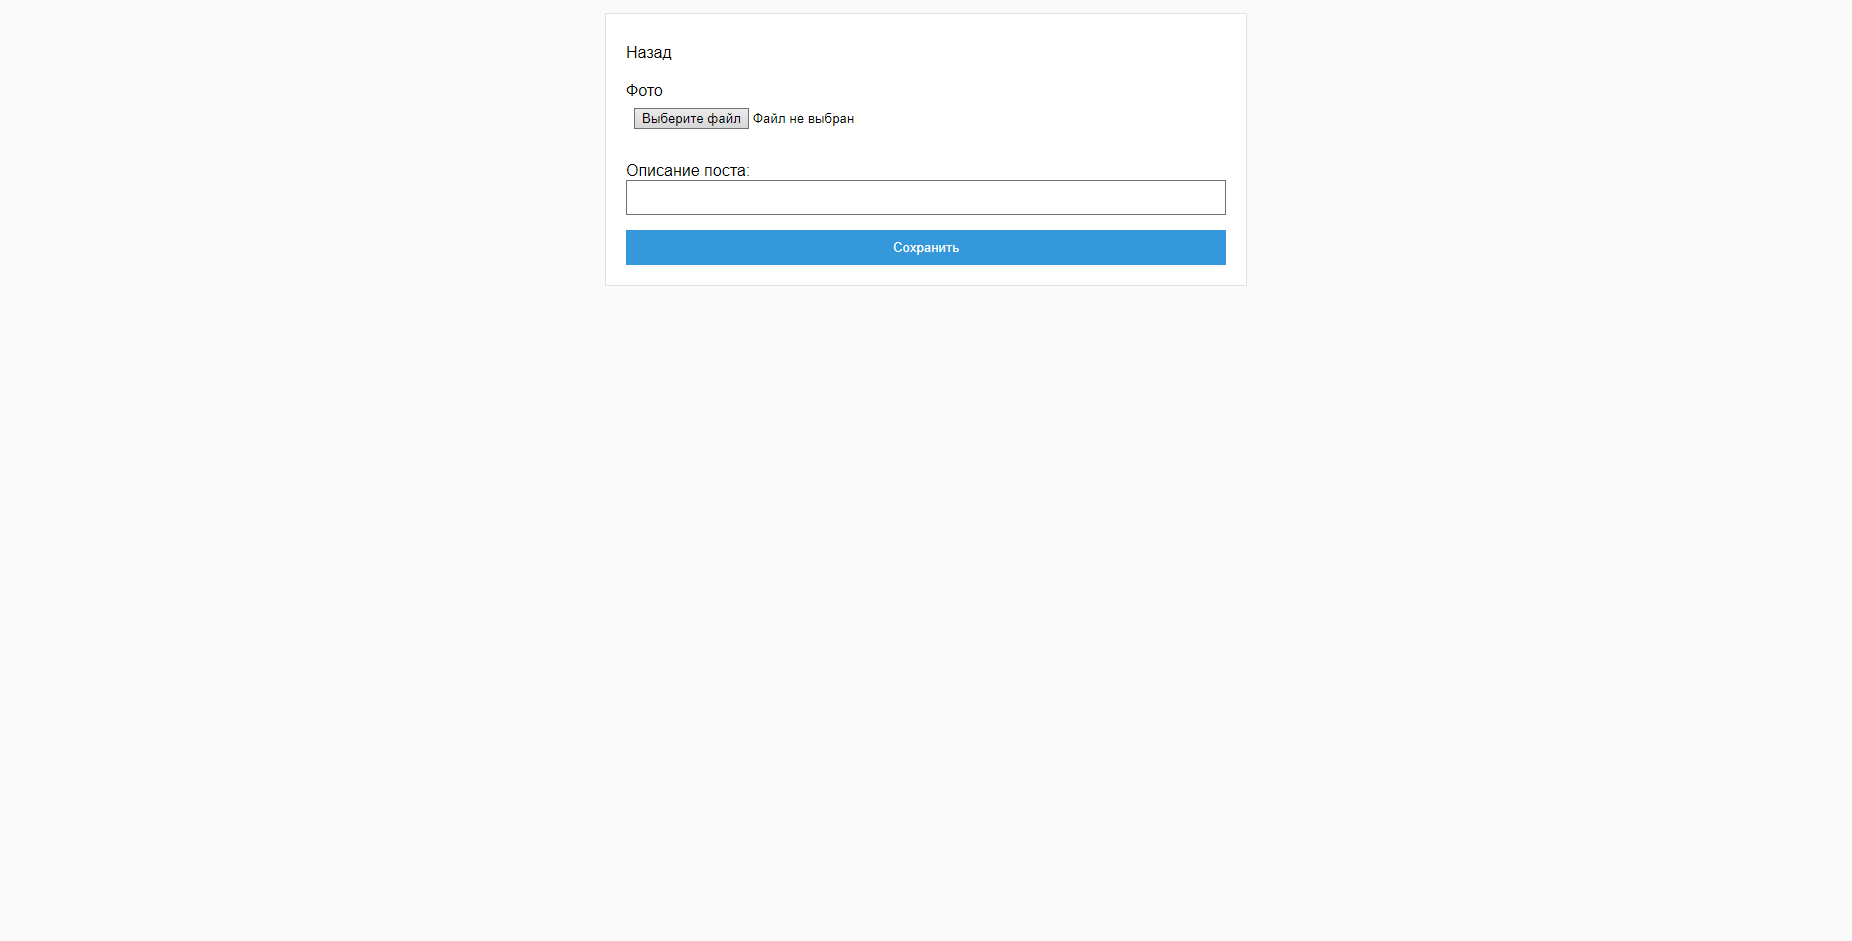 Назад
Фото
Выберите файл Файл не выбран
Описание поста:
Сохранить